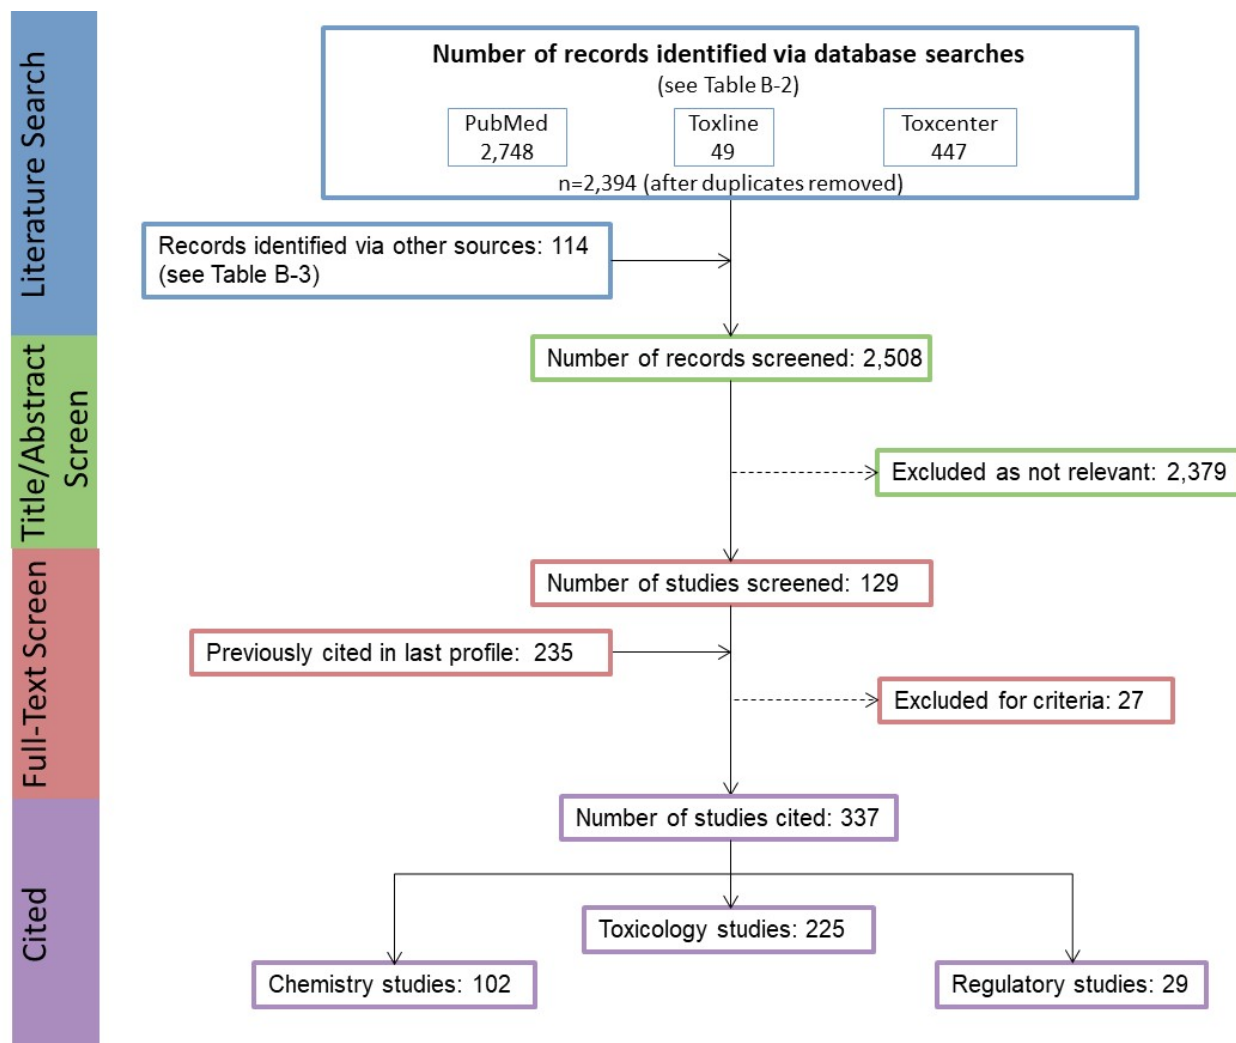 Literature Search
Number of records identified via database searches
(see Table B-2)
PubMed
2,748
Toxline
49
Toxcenter
447
n=2,394 (after duplicates removed)
Records identified via other sources: 114
(see Table B-3)
Title/Abstract
Screen
Number of records screened: 2,508
Excluded as not relevant: 2,379
Full-Text Screen
Number of studies screened: 129
Previously cited in last profile: 235
Excluded for criteria: 27
Cited
Number of studies cited: 337
Toxicology studies: 225
Chemistry studies: 102
Regulatory studies: 29